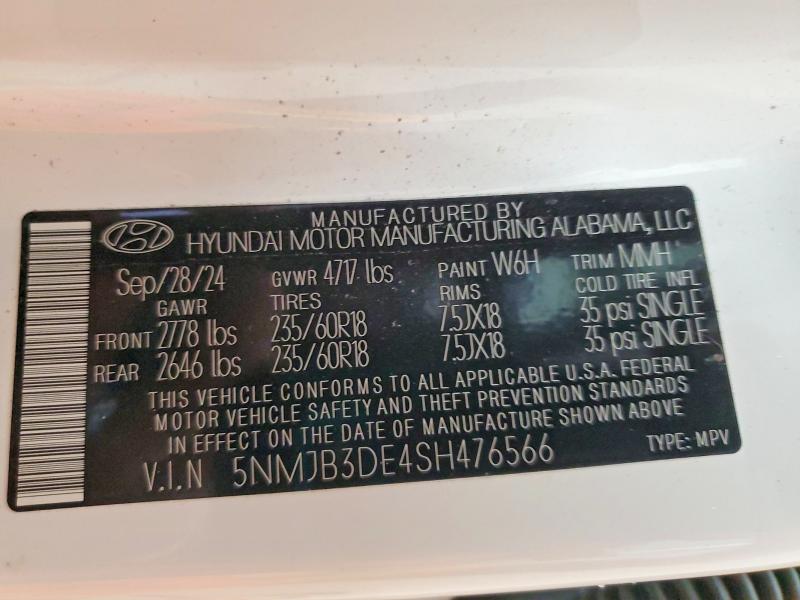 MANUFACTURED BY
HYUNDAI MOTOR MANUFACTURING ALABAMA, LLC
Sep/28/24 GVWR 4717 lbs PAINT W6H TRIM MMH
GAWR TIRES RIMS COLD TIRE INFL
FRONT 2778 lbs 235/60R18 7.5JX18 35 psi SINGLE
REAR 2646 lbs 235/60R18 7.5JX18 35 psi SINGLE
THIS VEHICLE CONFORMS TO ALL APPLICABLE U.S.A. FEDERAL
MOTOR VEHICLE SAFETY AND THEFT PREVENTION STANDARDS
IN EFFECT ON THE DATE OF MANUFACTURE SHOWN ABOVE
V.I.N 5NMJB3DE4SH476566 TYPE: MPV